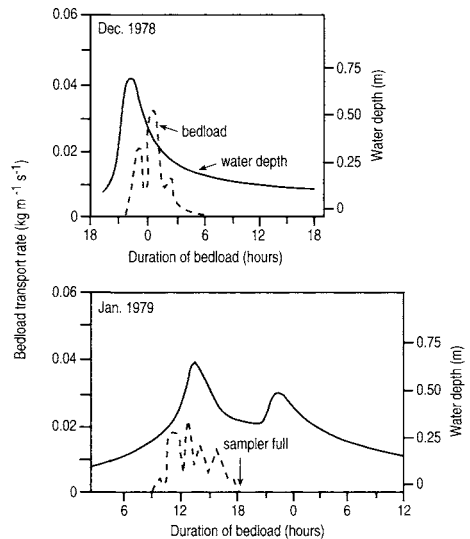 Bedload transport rate (kg m⁻¹ s⁻¹)
Dec. 1978
0.06
0.04
0.02
0
0.75
0.50
0.25
0
Water depth (m)
bedload
water depth
18 12 6 0 6 12 18
Duration of bedload (hours)
Jan. 1979
0.06
0.04
0.02
0
0.75
0.50
0.25
0
Water depth (m)
sampler full
6 12 18 0 12
Duration of bedload (hours)